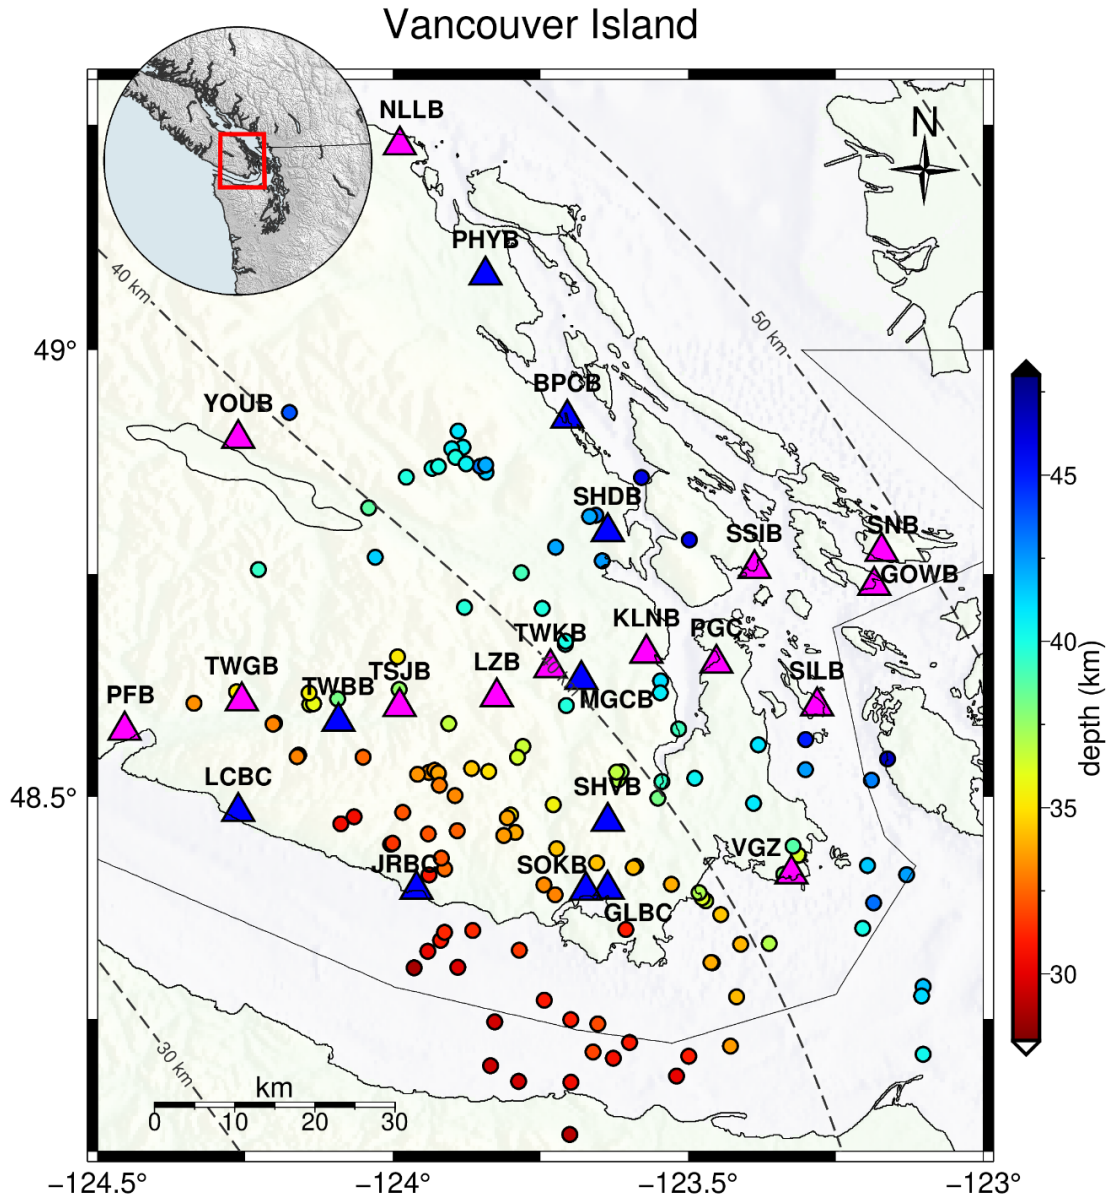 Vancouver Island
NLLB
N
PHYB
40 km
50 km
49°
BPCB
YOUB
SHDB
SSIB
SNB
GOWB
45
KLNB
PGC
TWKB
40
LZB
TSJB
TWGB
TWBB
SILB
MGCB
PFB
depth (km)
LCBC
48.5°
SHVB
35
VGZ
JRBC
SOKB
GLBC
30
30 km
km
0 10 20 30
−124.5° −124° −123.5° −123°